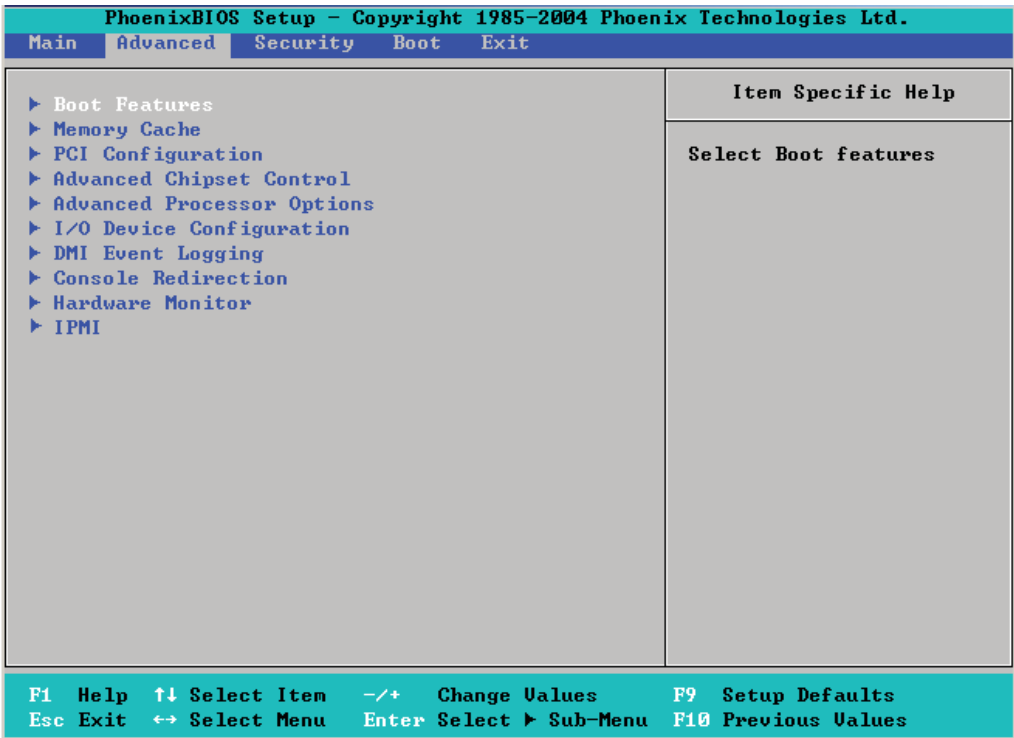 PhoenixBIOS Setup - Copyright 1985-2004 Phoenix Technologies Ltd.
Main Advanced Security Boot Exit
▶ Boot Features
▶ Memory Cache
▶ PCI Configuration
▶ Advanced Chipset Control
▶ Advanced Processor Options
▶ I/O Device Configuration
▶ DMI Event Logging
▶ Console Redirection
▶ Hardware Monitor
▶ IPMI
Item Specific Help
Select Boot features
F1 Help ↑↓ Select Item -/+ Change Values F9 Setup Defaults
Esc Exit ↔ Select Menu Enter Select ▶ Sub-Menu F10 Previous Values